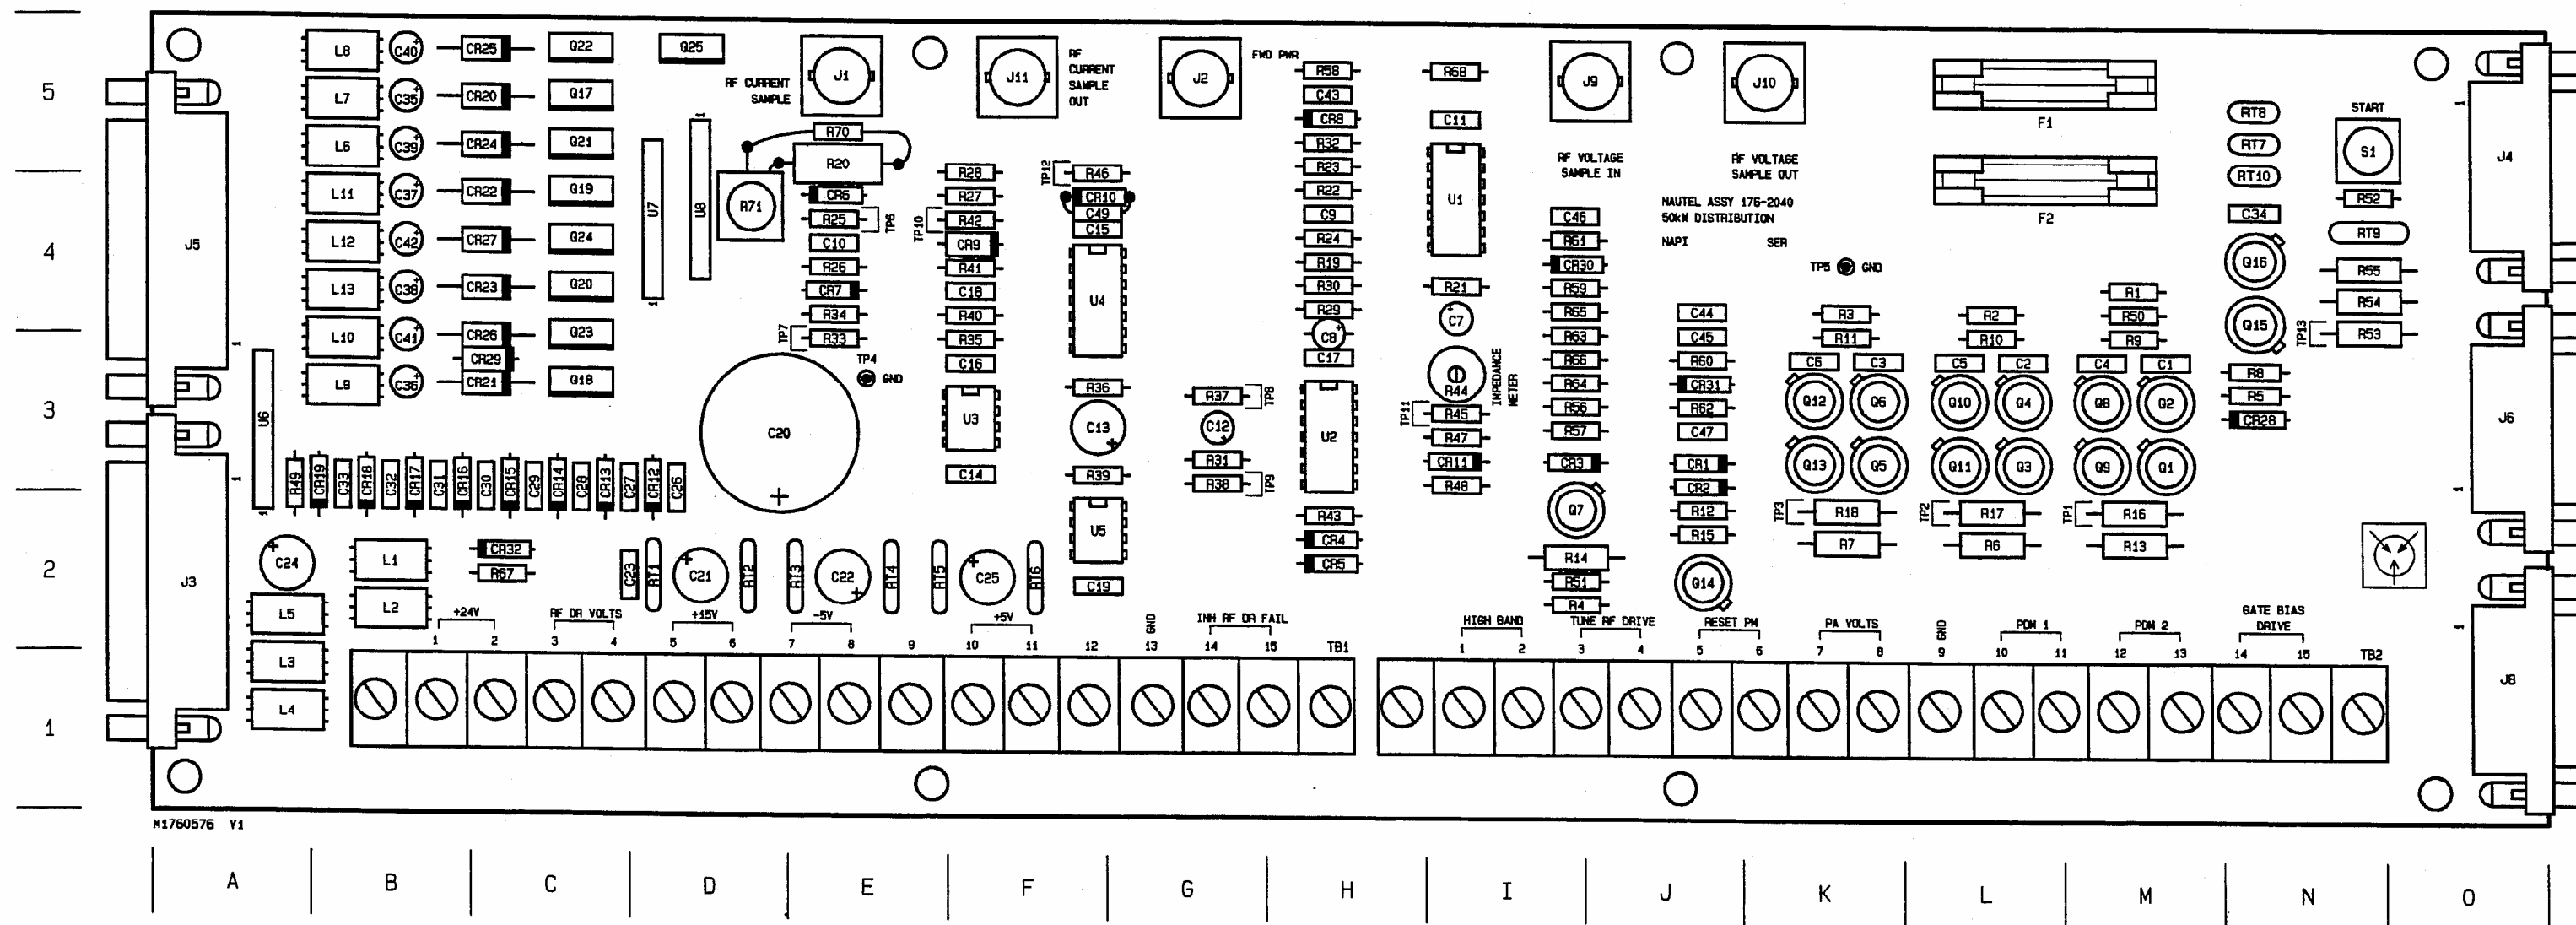 5
4
3
2
1
L8 C40 CR25 Q22 Q25
L7 C35 CR20 Q17
L6 C39 CR24 Q21
L11 C37 CR22 Q19
L12 C42 CR27 Q24
L13 C38 CR23 Q20
L10 C41 CR26 Q23
CR29
L9 C36 CR21 Q18
J5
1
J3
1
U6
1
U7
1
U8
1
RF CURRENT
SAMPLE
J1
R70
R20
R71
CR6
R25 TP6
C10
R26
CR7
R34
TP7 R33
TP4
GND
C20
+
J11
RF
CURRENT
SAMPLE
OUT
R28
R27
TP10 R42
CR9
R41
C18
R40
R35
C16
U3
C14
TP12 R46
CR10
C49
C15
U4
R36
C13
R39
U5
C19
J2
FWD PWR
R37 TP8
C12
R31
R38 TP9
R58
C43
CR8
R32
R23
R22
C9
R24
R19
R30
R29
C8
C17
U2
R43
CR4
CR5
R68
C11
U1
R21
C7
R44
IMPEDANCE
METER
TP11 R45
R47
CR11
R48
J9
RF VOLTAGE
SAMPLE IN
C46
R61
CR30
R59
R65
R63
R66
R64
R56
R57
CR3
Q7
R14
R51
R4
J10
RF VOLTAGE
SAMPLE OUT
NAUTEL ASSY 176-2040
50kW DISTRIBUTION
NAPI SER
TP5 GND
C44
C45
R60
CR31
R62
C47
CR1
CR2
R12
R15
Q14
F1
F2
R3 R2 R1
R50
R11 R10 R9
C6 C3 C5 C2 C4 C1
Q12 Q6 Q10 Q4 Q8 Q2
Q13 Q5 Q11 Q3 Q9 Q1
TP3 R18 TP2 R17 TP1 R16
R7 R6 R13
RT8
RT7
RT10
C34
Q16
Q15
R8
R5
CR28
START
S1
R52
RT9
R55
R54
TP13 R53
J4
1
J6
1
J8
1
R49 CR19 C33 CR18 C32 CR17 C31 CR16 C30 CR15 C29 CR14 C28 CR13 C27 CR12 C26
C24 L1 CR32
R67
L2
L5
L3
L4
C23 RT1 C21 RT2 RT3 C22 RT4 RT5 C25 RT6
+24V RF DR VOLTS +15V -5V +5V GND INH RF DR FAIL
1 2 3 4 5 6 7 8 9 10 11 12 13 14 15 TB1
HIGH BAND TUNE RF DRIVE RESET PM PA VOLTS GND PDM 1 PDM 2 GATE BIAS
DRIVE
1 2 3 4 5 6 7 8 9 10 11 12 13 14 15 TB2
M1760576 V1
A B C D E F G H I J K L M N O